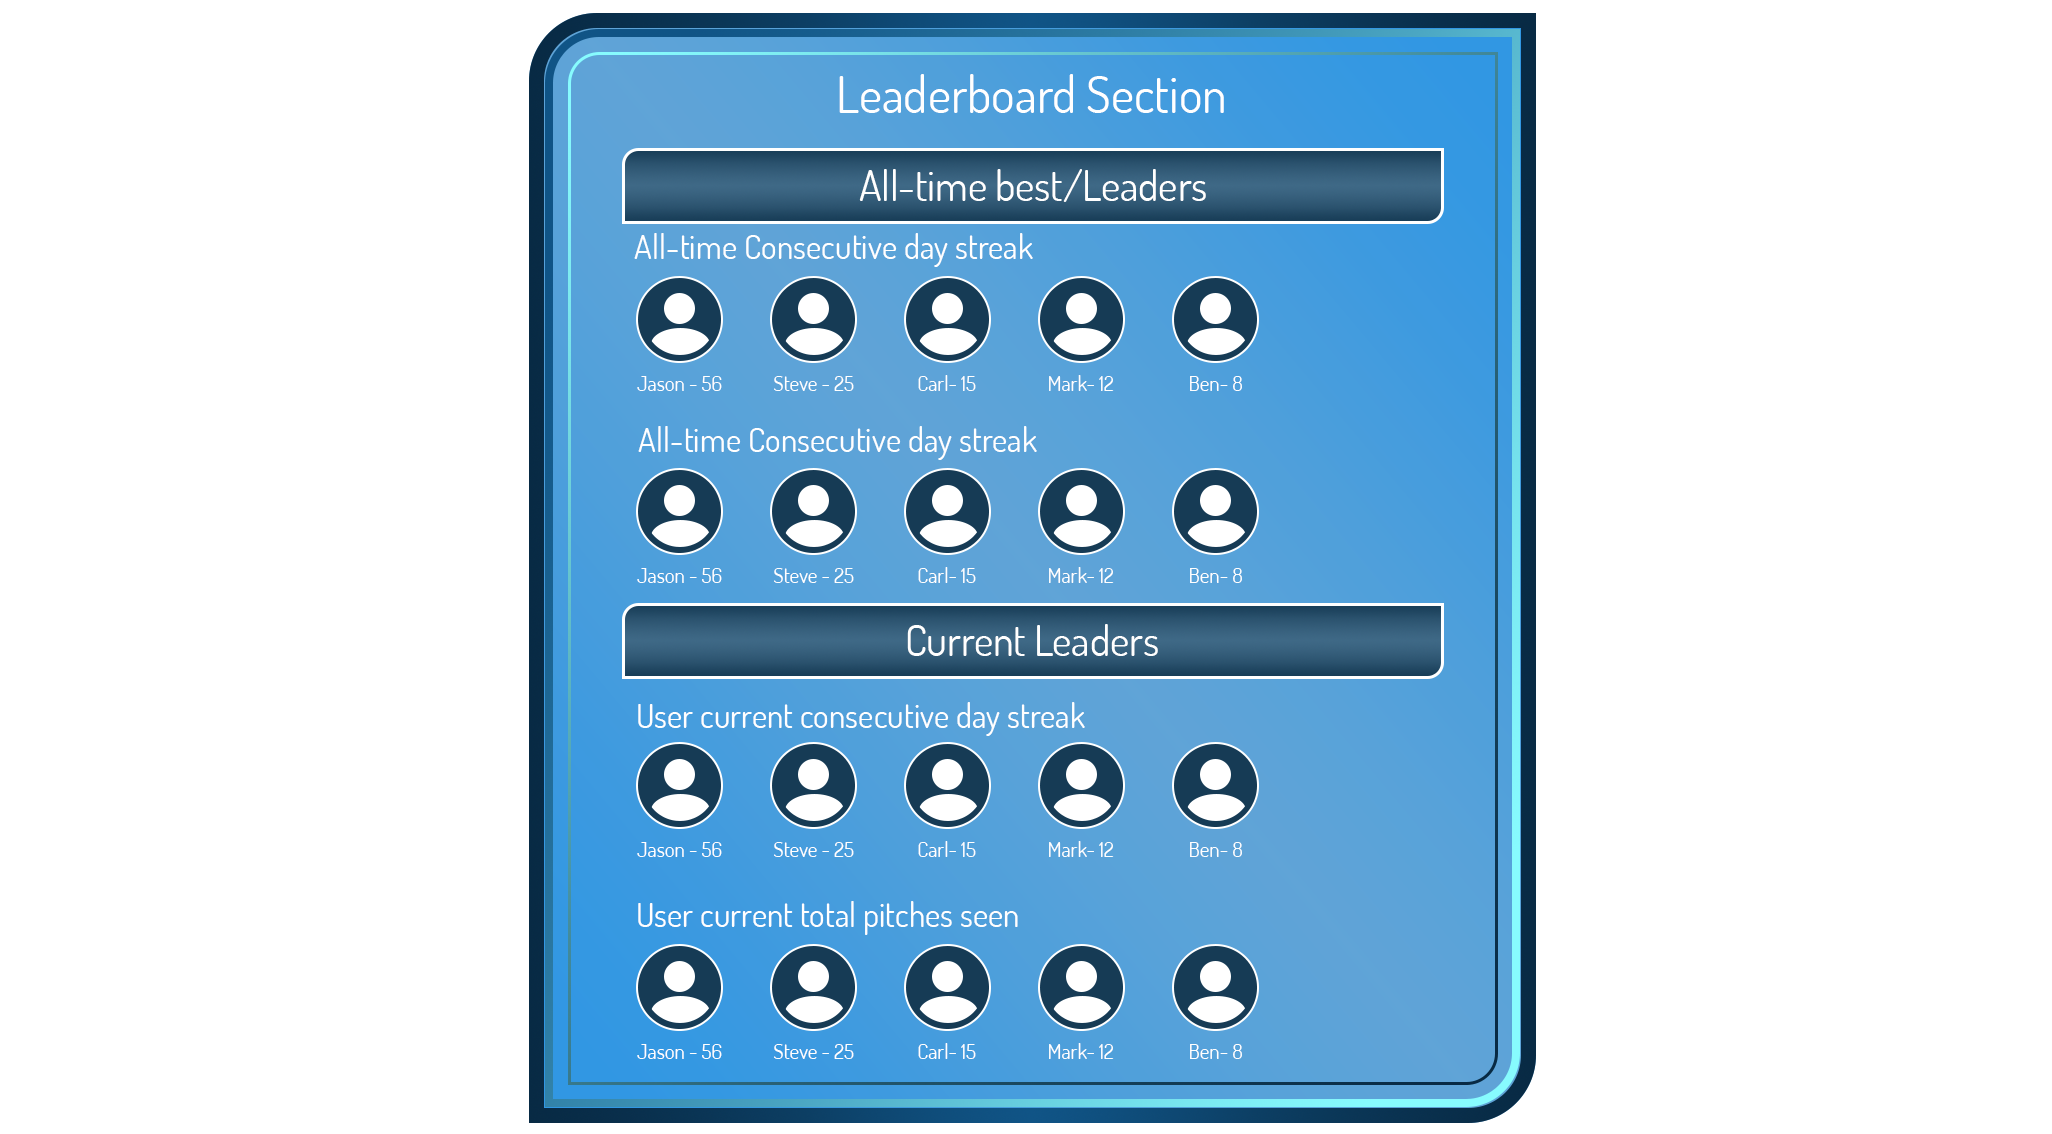 Leaderboard Section
All-time best/Leaders
All-time Consecutive day streak
Jason - 56 Steve - 25 Carl- 15 Mark- 12 Ben- 8
All-time Consecutive day streak
Jason - 56 Steve - 25 Carl- 15 Mark- 12 Ben- 8
Current Leaders
User current consecutive day streak
Jason - 56 Steve - 25 Carl- 15 Mark- 12 Ben- 8
User current total pitches seen
Jason - 56 Steve - 25 Carl- 15 Mark- 12 Ben- 8